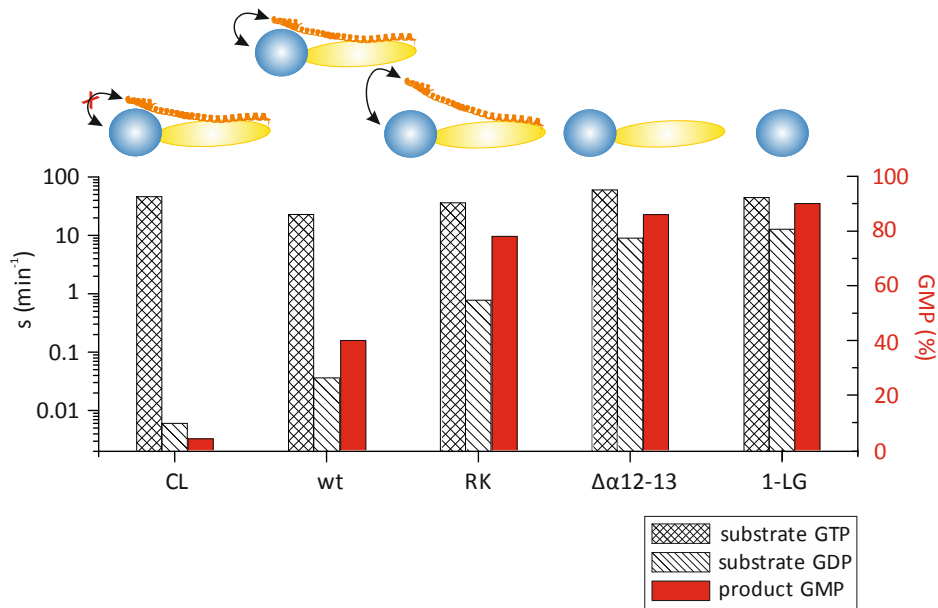 100
10
1
0.1
0.01
s (min⁻¹)
100
80
60
40
20
0
GMP (%)
CL wt RK Δα12-13 1-LG
substrate GTP
substrate GDP
product GMP